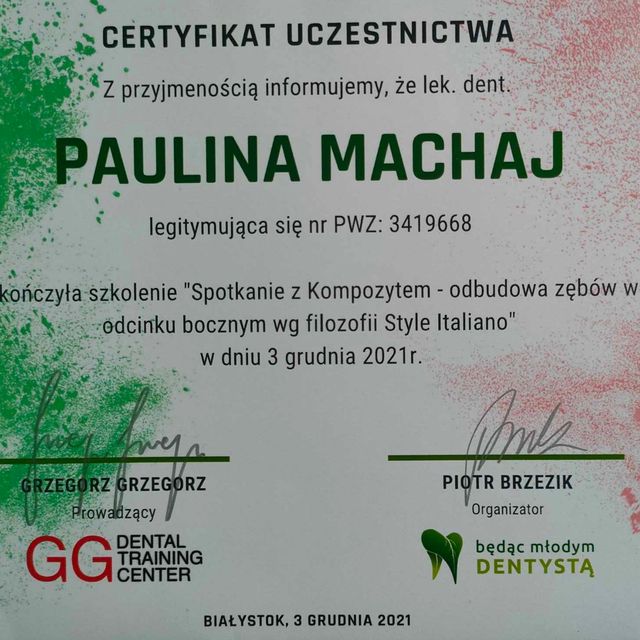 CERTYFIKAT UCZESTNICTWA
Z przyjmenością informujemy, że lek. dent.
PAULINA MACHAJ
legitymująca się nr PWZ: 3419668
kończyła szkolenie "Spotkanie z Kompozytem - odbudowa zębów w
odcinku bocznym wg filozofii Style Italiano"
w dniu 3 grudnia 2021r.
GRZEGORZ GRZEGORZ
Prowadzący
GG DENTAL
TRAINING
CENTER
PIOTR BRZEZIK
Organizator
będąc młodym
DENTYSTĄ
BIAŁYSTOK, 3 GRUDNIA 2021